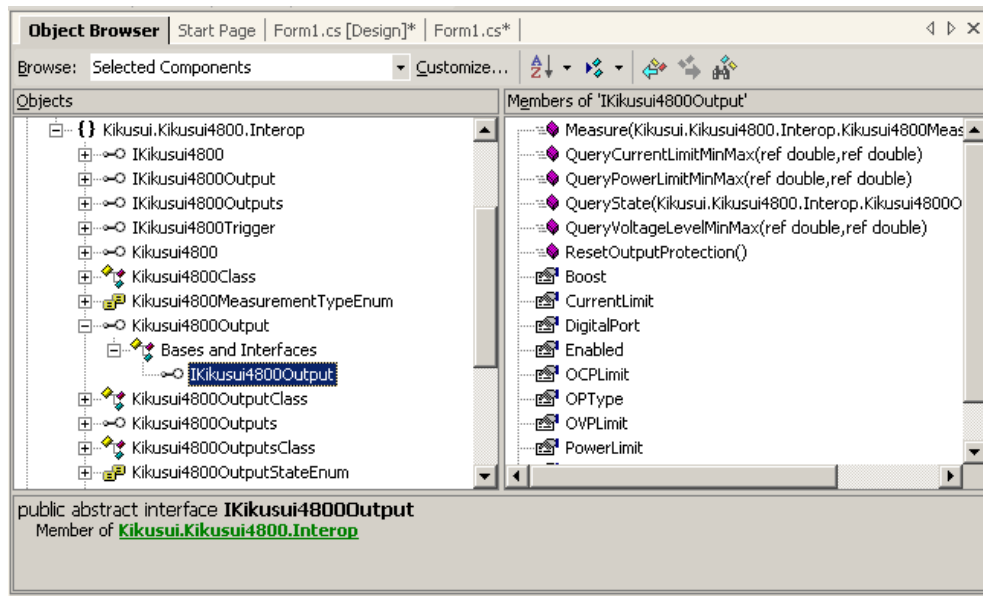 Object Browser Start Page Form1.cs [Design]* Form1.cs*
Browse: Selected Components Customize...
Objects
{} Kikusui.Kikusui4800.Interop
IKikusui4800
IKikusui4800Output
IKikusui4800Outputs
IKikusui4800Trigger
Kikusui4800
Kikusui4800Class
Kikusui4800MeasurementTypeEnum
Kikusui4800Output
Bases and Interfaces
IKikusui4800Output
Kikusui4800OutputClass
Kikusui4800Outputs
Kikusui4800OutputsClass
Kikusui4800OutputStateEnum
Members of 'IKikusui4800Output'
Measure(Kikusui.Kikusui4800.Interop.Kikusui4800Meas
QueryCurrentLimitMinMax(ref double,ref double)
QueryPowerLimitMinMax(ref double,ref double)
QueryState(Kikusui.Kikusui4800.Interop.Kikusui4800O
QueryVoltageLevelMinMax(ref double,ref double)
ResetOutputProtection()
Boost
CurrentLimit
DigitalPort
Enabled
OCPLimit
OPType
OVPLimit
PowerLimit
public abstract interface IKikusui4800Output
Member of Kikusui.Kikusui4800.Interop